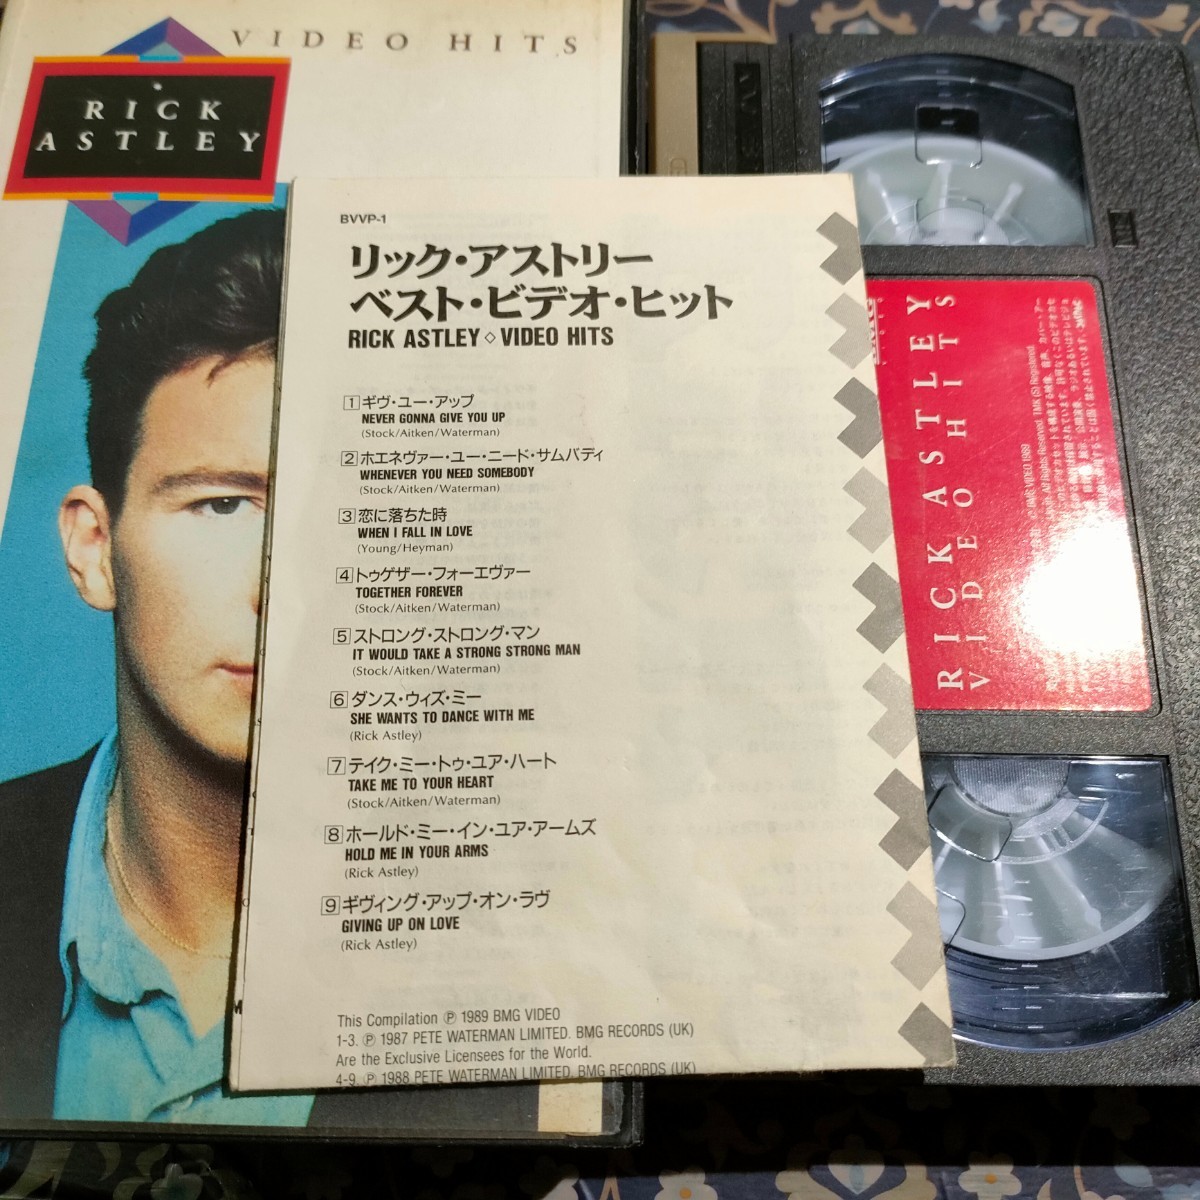 VIDEO HITS
RICK
ASTLEY
BVVP-1
リック・アストリー
ベスト・ビデオ・ヒット
RICK ASTLEY◇VIDEO HITS
1 ギヴ・ユー・アップ
NEVER GONNA GIVE YOU UP
(Stock/Aitken/Waterman)
2 ホエネヴァー・ユー・ニード・サムバディ
WHENEVER YOU NEED SOMEBODY
(Stock/Aitken/Waterman)
3 恋に落ちた時
WHEN I FALL IN LOVE
(Young/Heyman)
4 トゥゲザー・フォーエヴァー
TOGETHER FOREVER
(Stock/Aitken/Waterman)
5 ストロング・ストロング・マン
IT WOULD TAKE A STRONG STRONG MAN
(Stock/Aitken/Waterman)
6 ダンス・ウィズ・ミー
SHE WANTS TO DANCE WITH ME
(Rick Astley)
7 テイク・ミー・トゥ・ユア・ハート
TAKE ME TO YOUR HEART
(Stock/Aitken/Waterman)
8 ホールド・ミー・イン・ユア・アームズ
HOLD ME IN YOUR ARMS
(Rick Astley)
9 ギヴィング・アップ・オン・ラヴ
GIVING UP ON LOVE
(Rick Astley)
This Compilation Ⓟ 1989 BMG VIDEO
1-3. Ⓟ 1987 PETE WATERMAN LIMITED. BMG RECORDS (UK)
Are the Exclusive Licensees for the World.
4-9. Ⓟ 1988 PETE WATERMAN LIMITED. BMG RECORDS (UK)
RICK ASTLEY
VIDEO HITS
© BMG VIDEO 1989
All Rights Reserved. TMK (S) Registered.